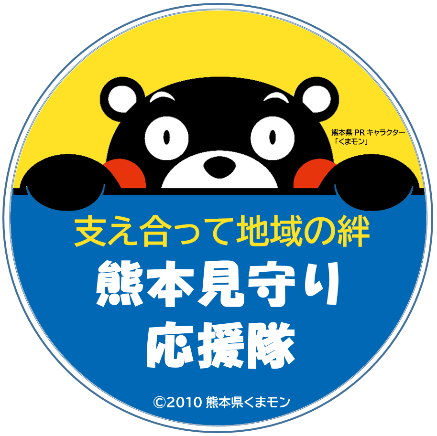 熊本県 PR キャラクター
「くまモン」
支え合って地域の絆
熊本見守り
応援隊
©2010 熊本県くまモン